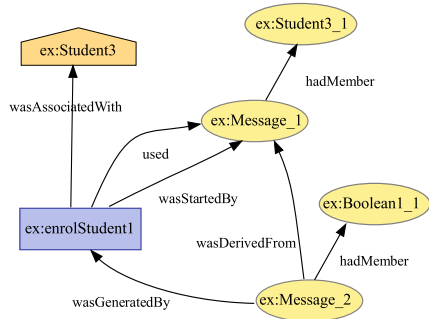 ex:Student3_1
ex:Student3
hadMember
wasAssociatedWith
ex:Message_1
used
wasStartedBy
ex:Boolean1_1
ex:enrolStudent1
wasDerivedFrom
hadMember
wasGeneratedBy
ex:Message_2